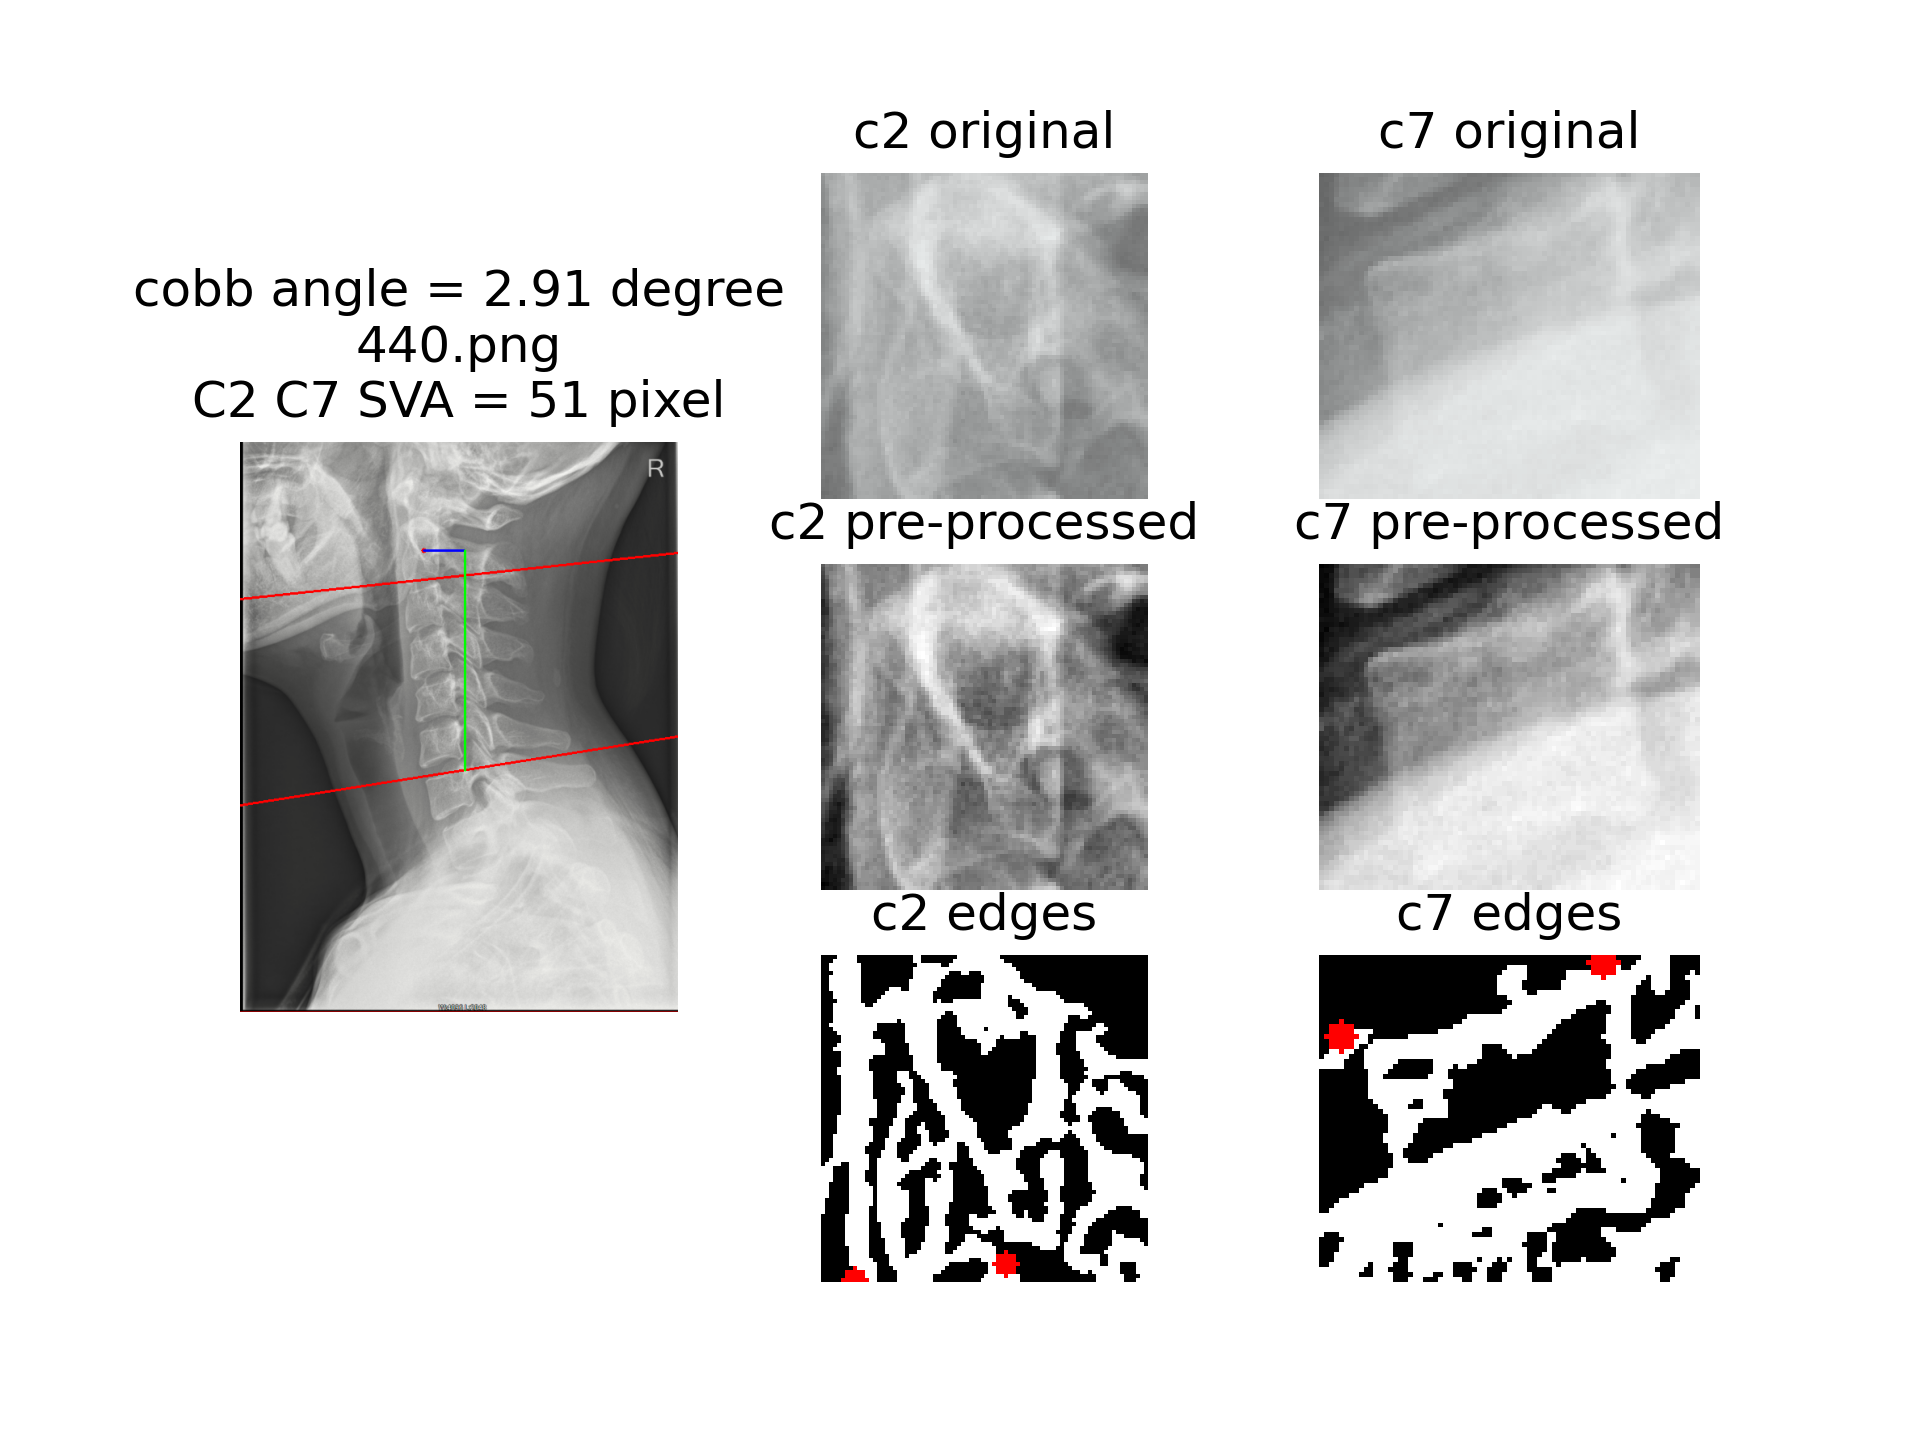 cobb angle = 2.91 degree
440.png
C2 C7 SVA = 51 pixel
R
c2 original
c7 original
c2 pre-processed
c7 pre-processed
c2 edges
c7 edges